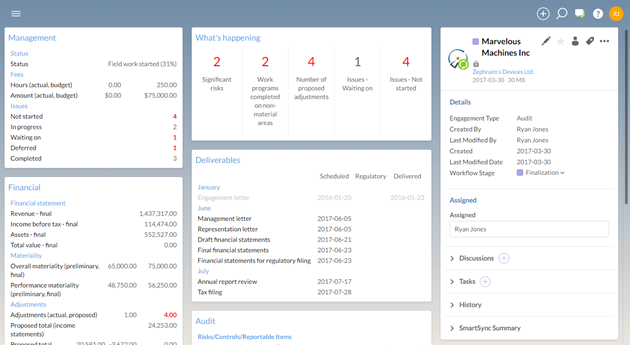 RJ
Management
Status
Status Field work started (31%)
Fees
Hours (actual, budget) 0.00 250.00
Amount (actual, budget) $0.00 $75,000.00
Issues
Not started 4
In progress 2
Waiting on 1
Deferred 1
Completed 3
Financial
Financial statement
Revenue - final 1,437,317.00
Income before tax - final 114,474.00
Assets - final 552,527.00
Total value - final 0.00
Materiality
Overall materiality (preliminary, final) 65,000.00 75,000.00
Performance materiality (preliminary, final) 48,750.00 56,250.00
Adjustments
Adjustments (actual, proposed) 1.00 4.00
Proposed total (income statements) 24,253.00
What's happening
2 2 4 1 4
Significant risks
Work programs completed on non-material areas
Number of proposed adjustments
Issues - Waiting on
Issues - Not started
Deliverables
Scheduled Regulatory Delivered
January
Engagement letter 2016-01-20 2016-01-22
June
Management letter 2017-06-05
Representation letter 2017-06-05
Draft financial statements 2017-06-21
Final financial statements 2017-06-23
Financial statements for regulatory filing 2017-06-23
July
Annual report review 2017-07-17
Tax filing 2017-07-28
Audit
Risks/Controls/Reportable Items
Marvelous
Machines Inc
Zephraim's Devices Ltd.
2017-03-30 30 MB
Details
Engagement Type Audit
Created By Ryan Jones
Last Modified By Ryan Jones
Created 2017-03-30
Last Modified Date 2017-03-30
Workflow Stage Finalization
Assigned
Assigned
Ryan Jones
Discussions
Tasks
History
SmartSync Summary